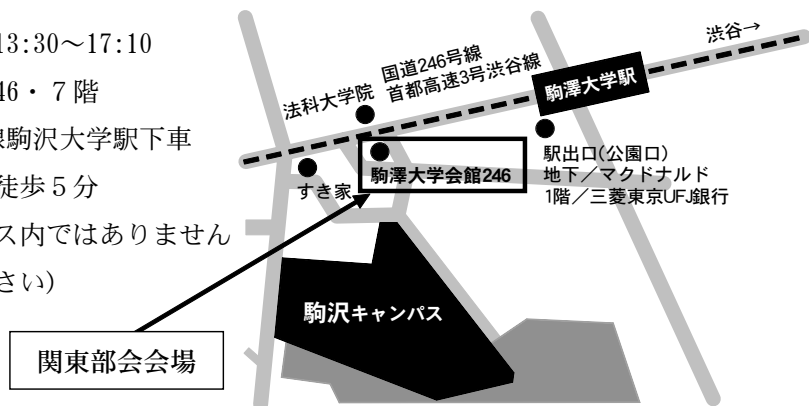 13:30～17:10
46・７階
線駒沢大学駅下車
徒歩５分
ス内ではありません
さい）
渋谷→
国道246号線
首都高速3号渋谷線
法科大学院
駒澤大学駅
駒澤大学会館246
すき家
駅出口(公園口)
地下／マクドナルド
1階／三菱東京UFJ銀行
駒沢キャンパス
関東部会会場